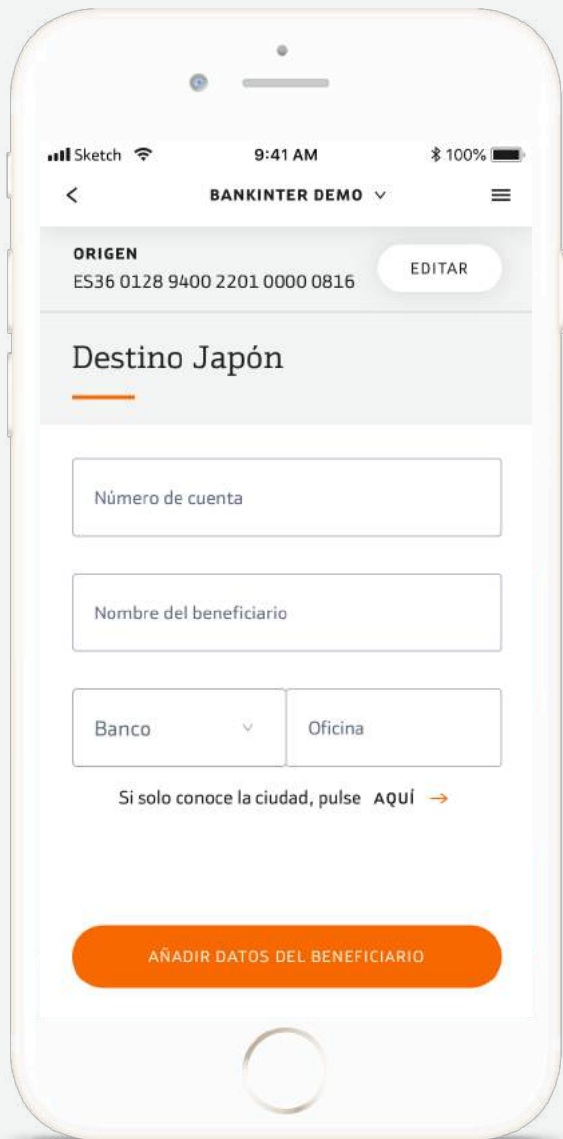 Sketch 9:41 AM 100%
BANKINTER DEMO
ORIGEN
ES36 0128 9400 2201 0000 0816
EDITAR
Destino Japón
Número de cuenta
Nombre del beneficiario
Banco Oficina
Si solo conoce la ciudad, pulse AQUÍ →
AÑADIR DATOS DEL BENEFICIARIO